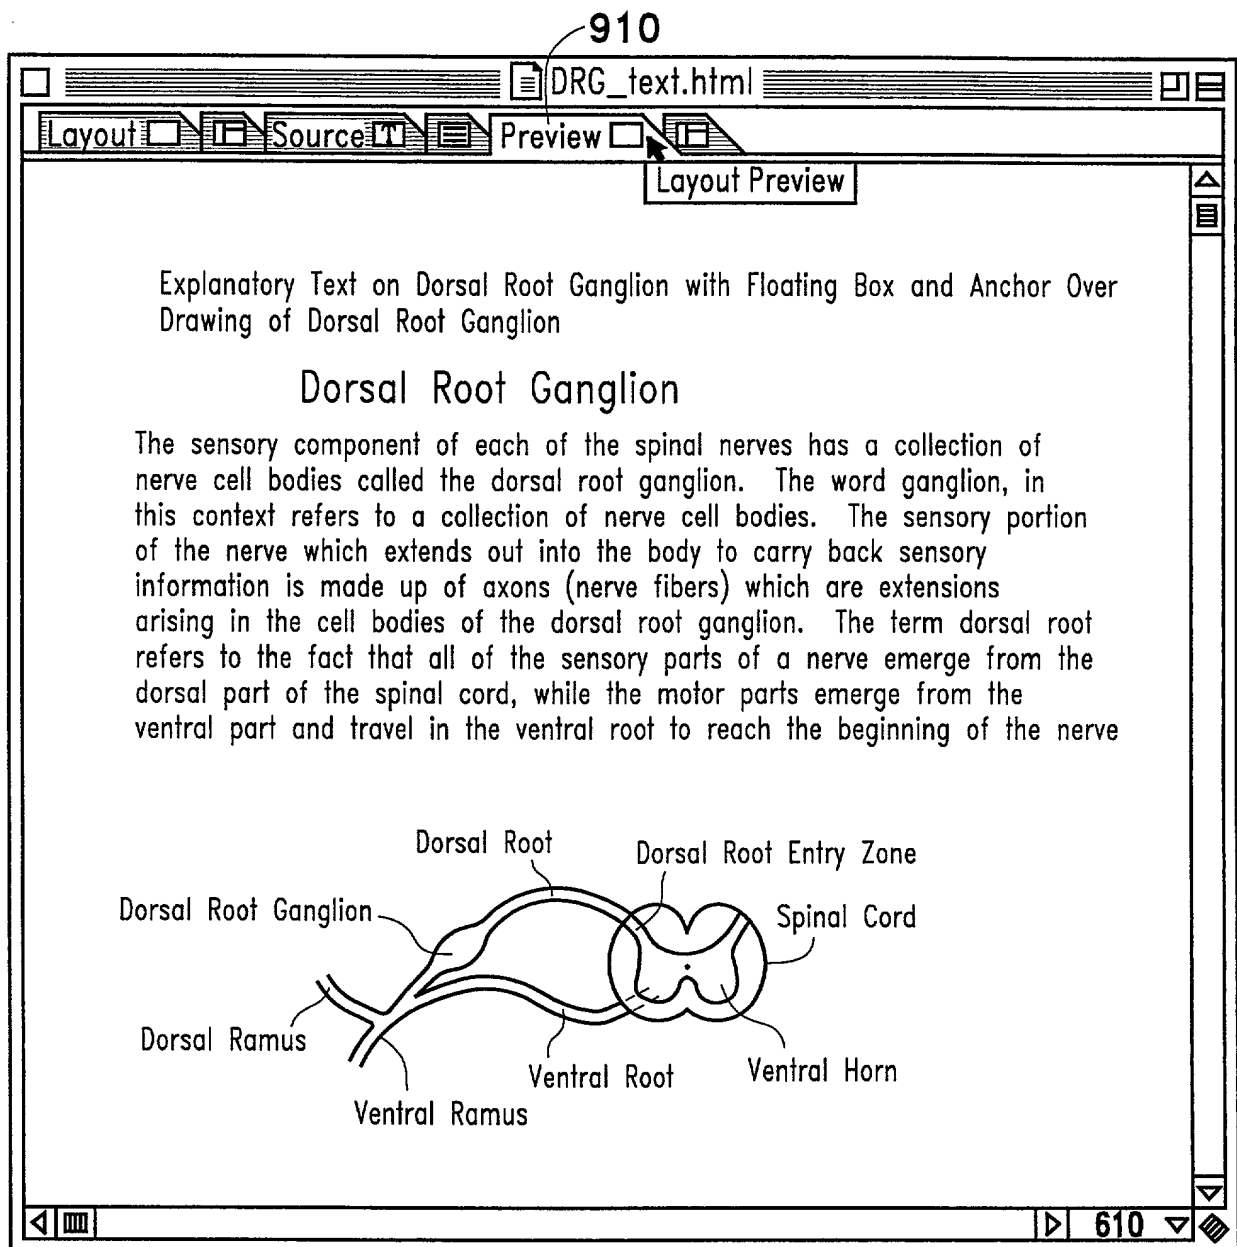 910
DRG_text.html
Layout Source T Preview
Layout Preview
Explanatory Text on Dorsal Root Ganglion with Floating Box and Anchor Over
Drawing of Dorsal Root Ganglion
Dorsal Root Ganglion
The sensory component of each of the spinal nerves has a collection of
nerve cell bodies called the dorsal root ganglion. The word ganglion, in
this context refers to a collection of nerve cell bodies. The sensory portion
of the nerve which extends out into the body to carry back sensory
information is made up of axons (nerve fibers) which are extensions
arising in the cell bodies of the dorsal root ganglion. The term dorsal root
refers to the fact that all of the sensory parts of a nerve emerge from the
dorsal part of the spinal cord, while the motor parts emerge from the
ventral part and travel in the ventral root to reach the beginning of the nerve
Dorsal Root
Dorsal Root Entry Zone
Dorsal Root Ganglion
Spinal Cord
Dorsal Ramus
Ventral Root
Ventral Horn
Ventral Ramus
610